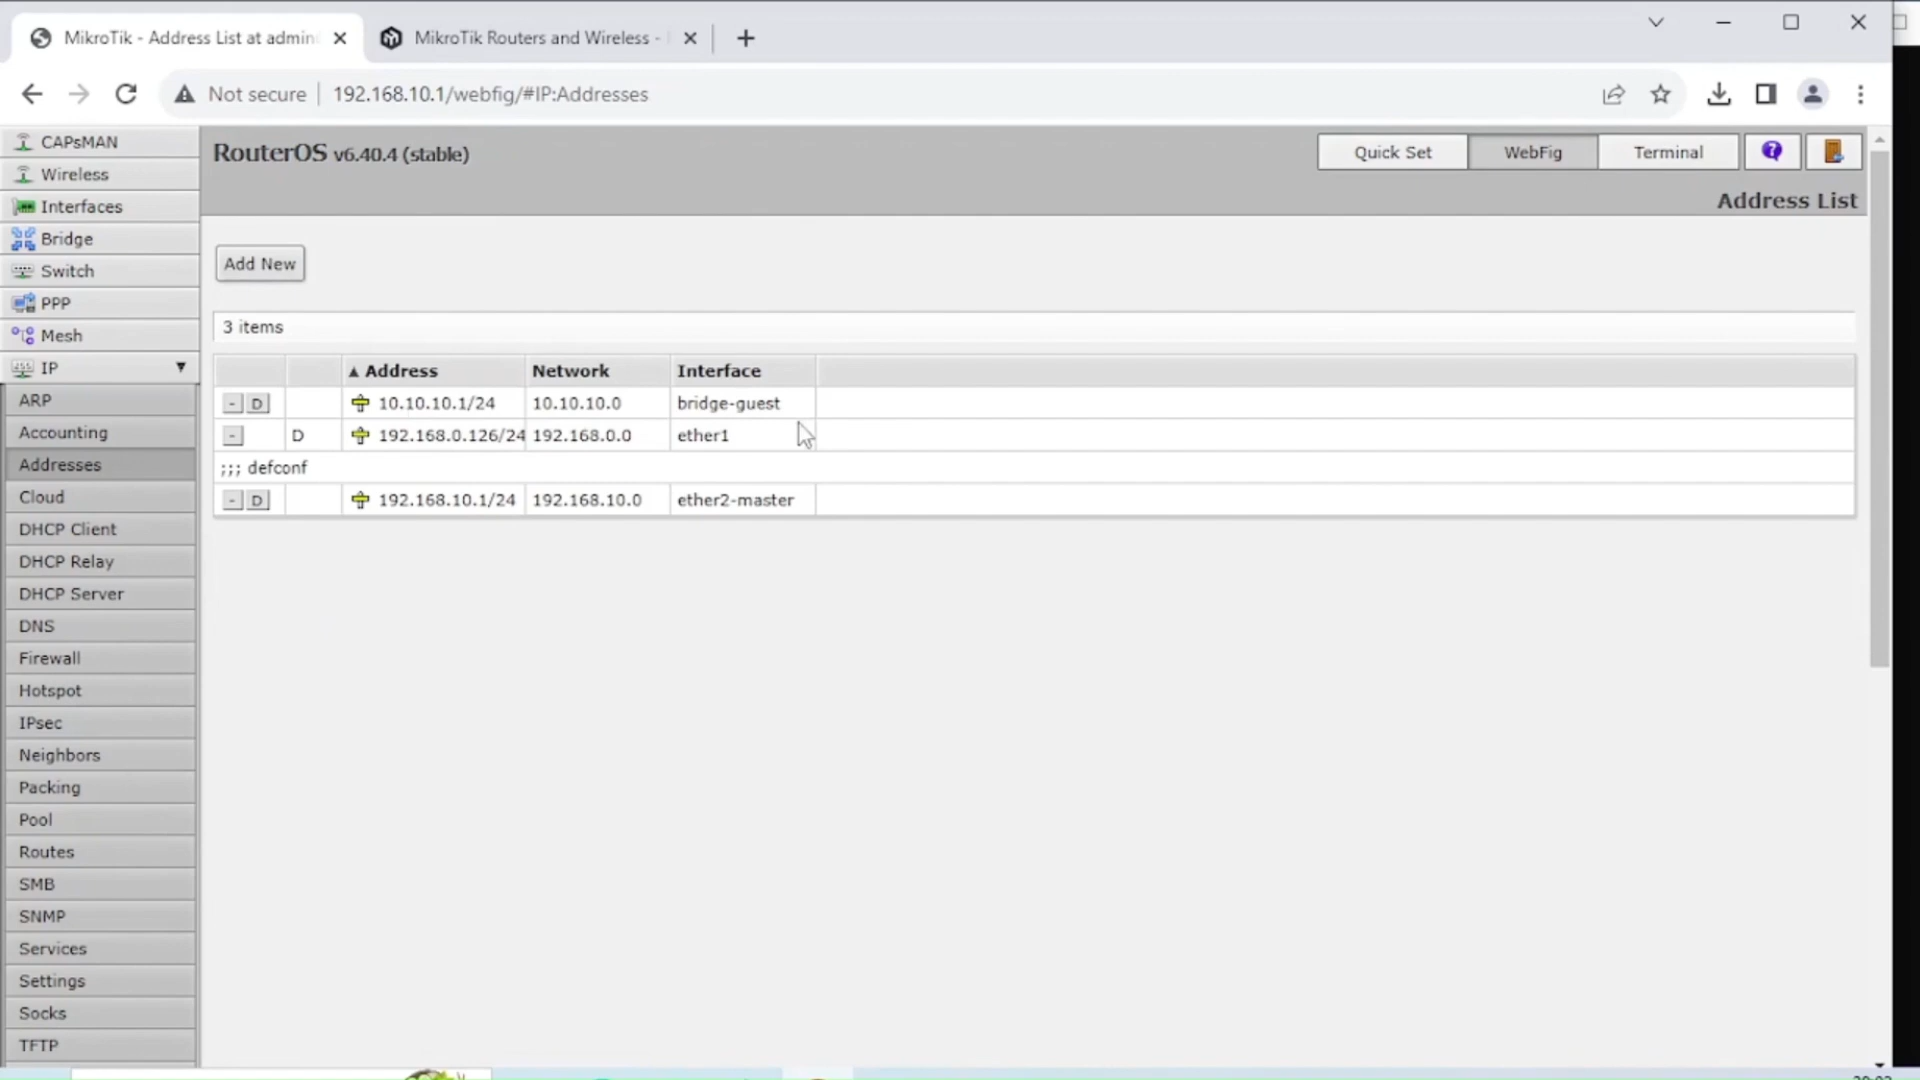 MikroTik - Address List at admin
MikroTik Routers and Wireless -
Not secure
192.168.10.1/webfig/#IP:Addresses
CAPsMAN
Wireless
Interfaces
Bridge
Switch
PPP
Mesh
IP
ARP
Accounting
Addresses
Cloud
DHCP Client
DHCP Relay
DHCP Server
DNS
Firewall
Hotspot
IPsec
Neighbors
Packing
Pool
Routes
SMB
SNMP
Services
Settings
Socks
TFTP
RouterOS v6.40.4 (stable)
Quick Set
WebFig
Terminal
Address List
Add New
3 items
▲ Address Network Interface
- D 10.10.10.1/24 10.10.10.0 bridge-guest
- D 192.168.0.126/24 192.168.0.0 ether1
;;; defconf
- D 192.168.10.1/24 192.168.10.0 ether2-master